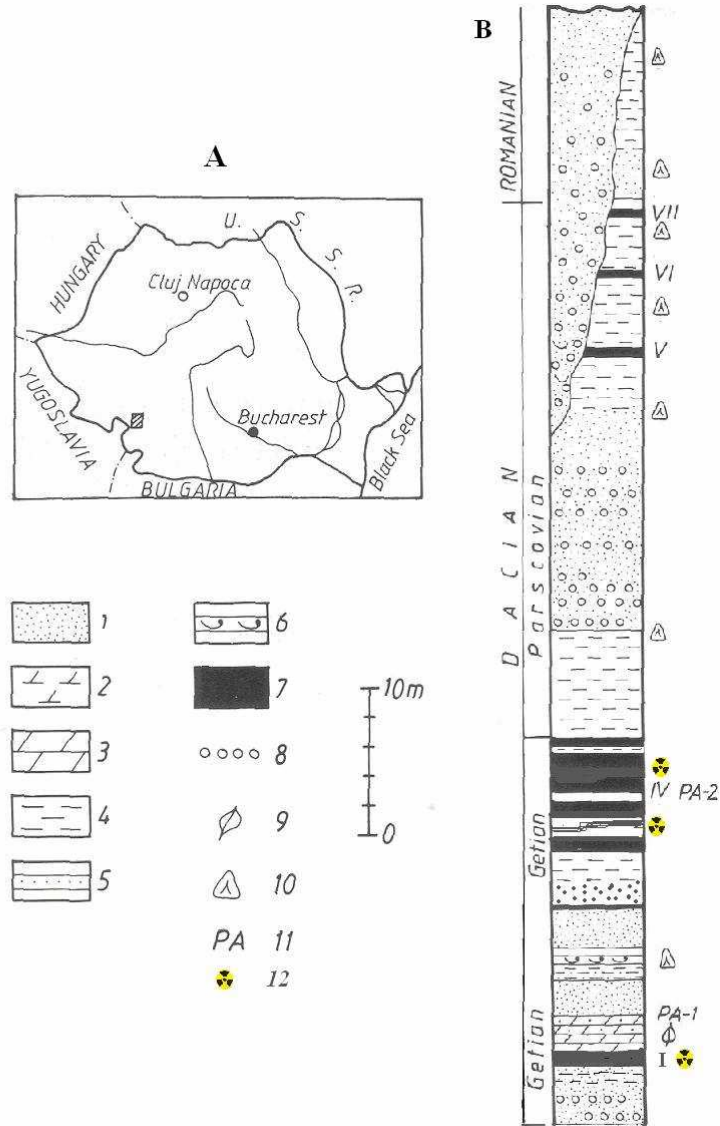 A
HUNGARY
U. S. S. R.
Cluj Napoca
YUGOSLAVIA
Bucharest
Black Sea
BULGARIA
1
2
3
4
5
6
7
8
9
10
PA 11
12
10m
0
B
ROMANIAN
DACIAN
Parscovian
Getian
Getian
VII
VI
V
IV PA-2
PA-1
I